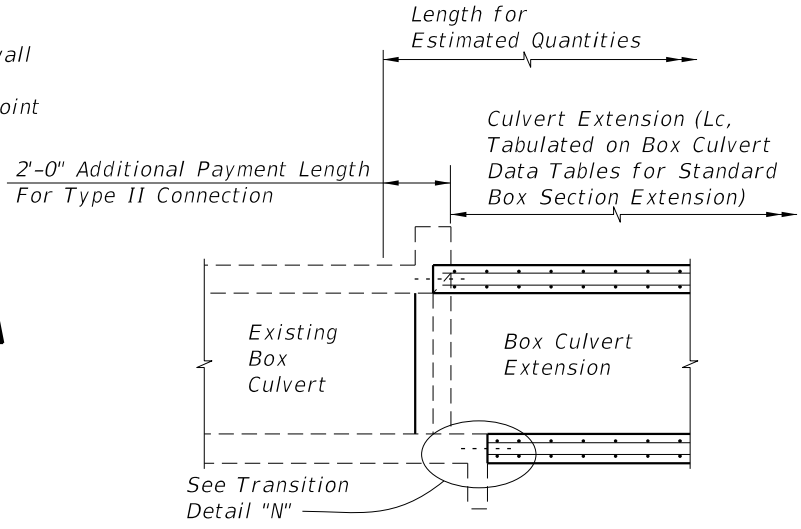 Length for
Estimated Quantities
oint
Culvert Extension (Lc,
Tabulated on Box Culvert
Data Tables for Standard
Box Section Extension)
2'-0" Additional Payment Length
For Type II Connection
Existing
Box
Culvert
Box Culvert
Extension
See Transition
Detail "N"